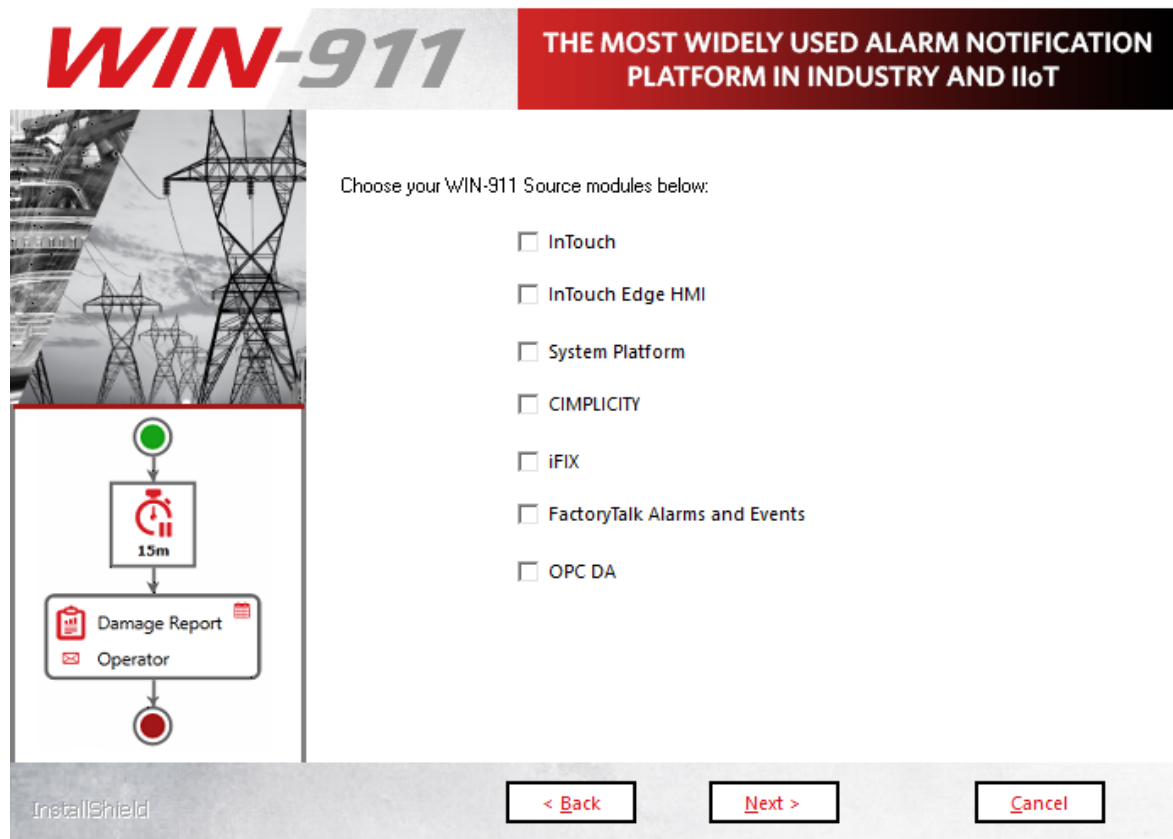 WIN-911
THE MOST WIDELY USED ALARM NOTIFICATION
PLATFORM IN INDUSTRY AND IIoT
Choose your WIN-911 Source modules below:
InTouch
InTouch Edge HMI
System Platform
CIMPLICITY
iFIX
FactoryTalk Alarms and Events
OPC DA
15m
Damage Report
Operator
InstallShield
< Back
Next >
Cancel